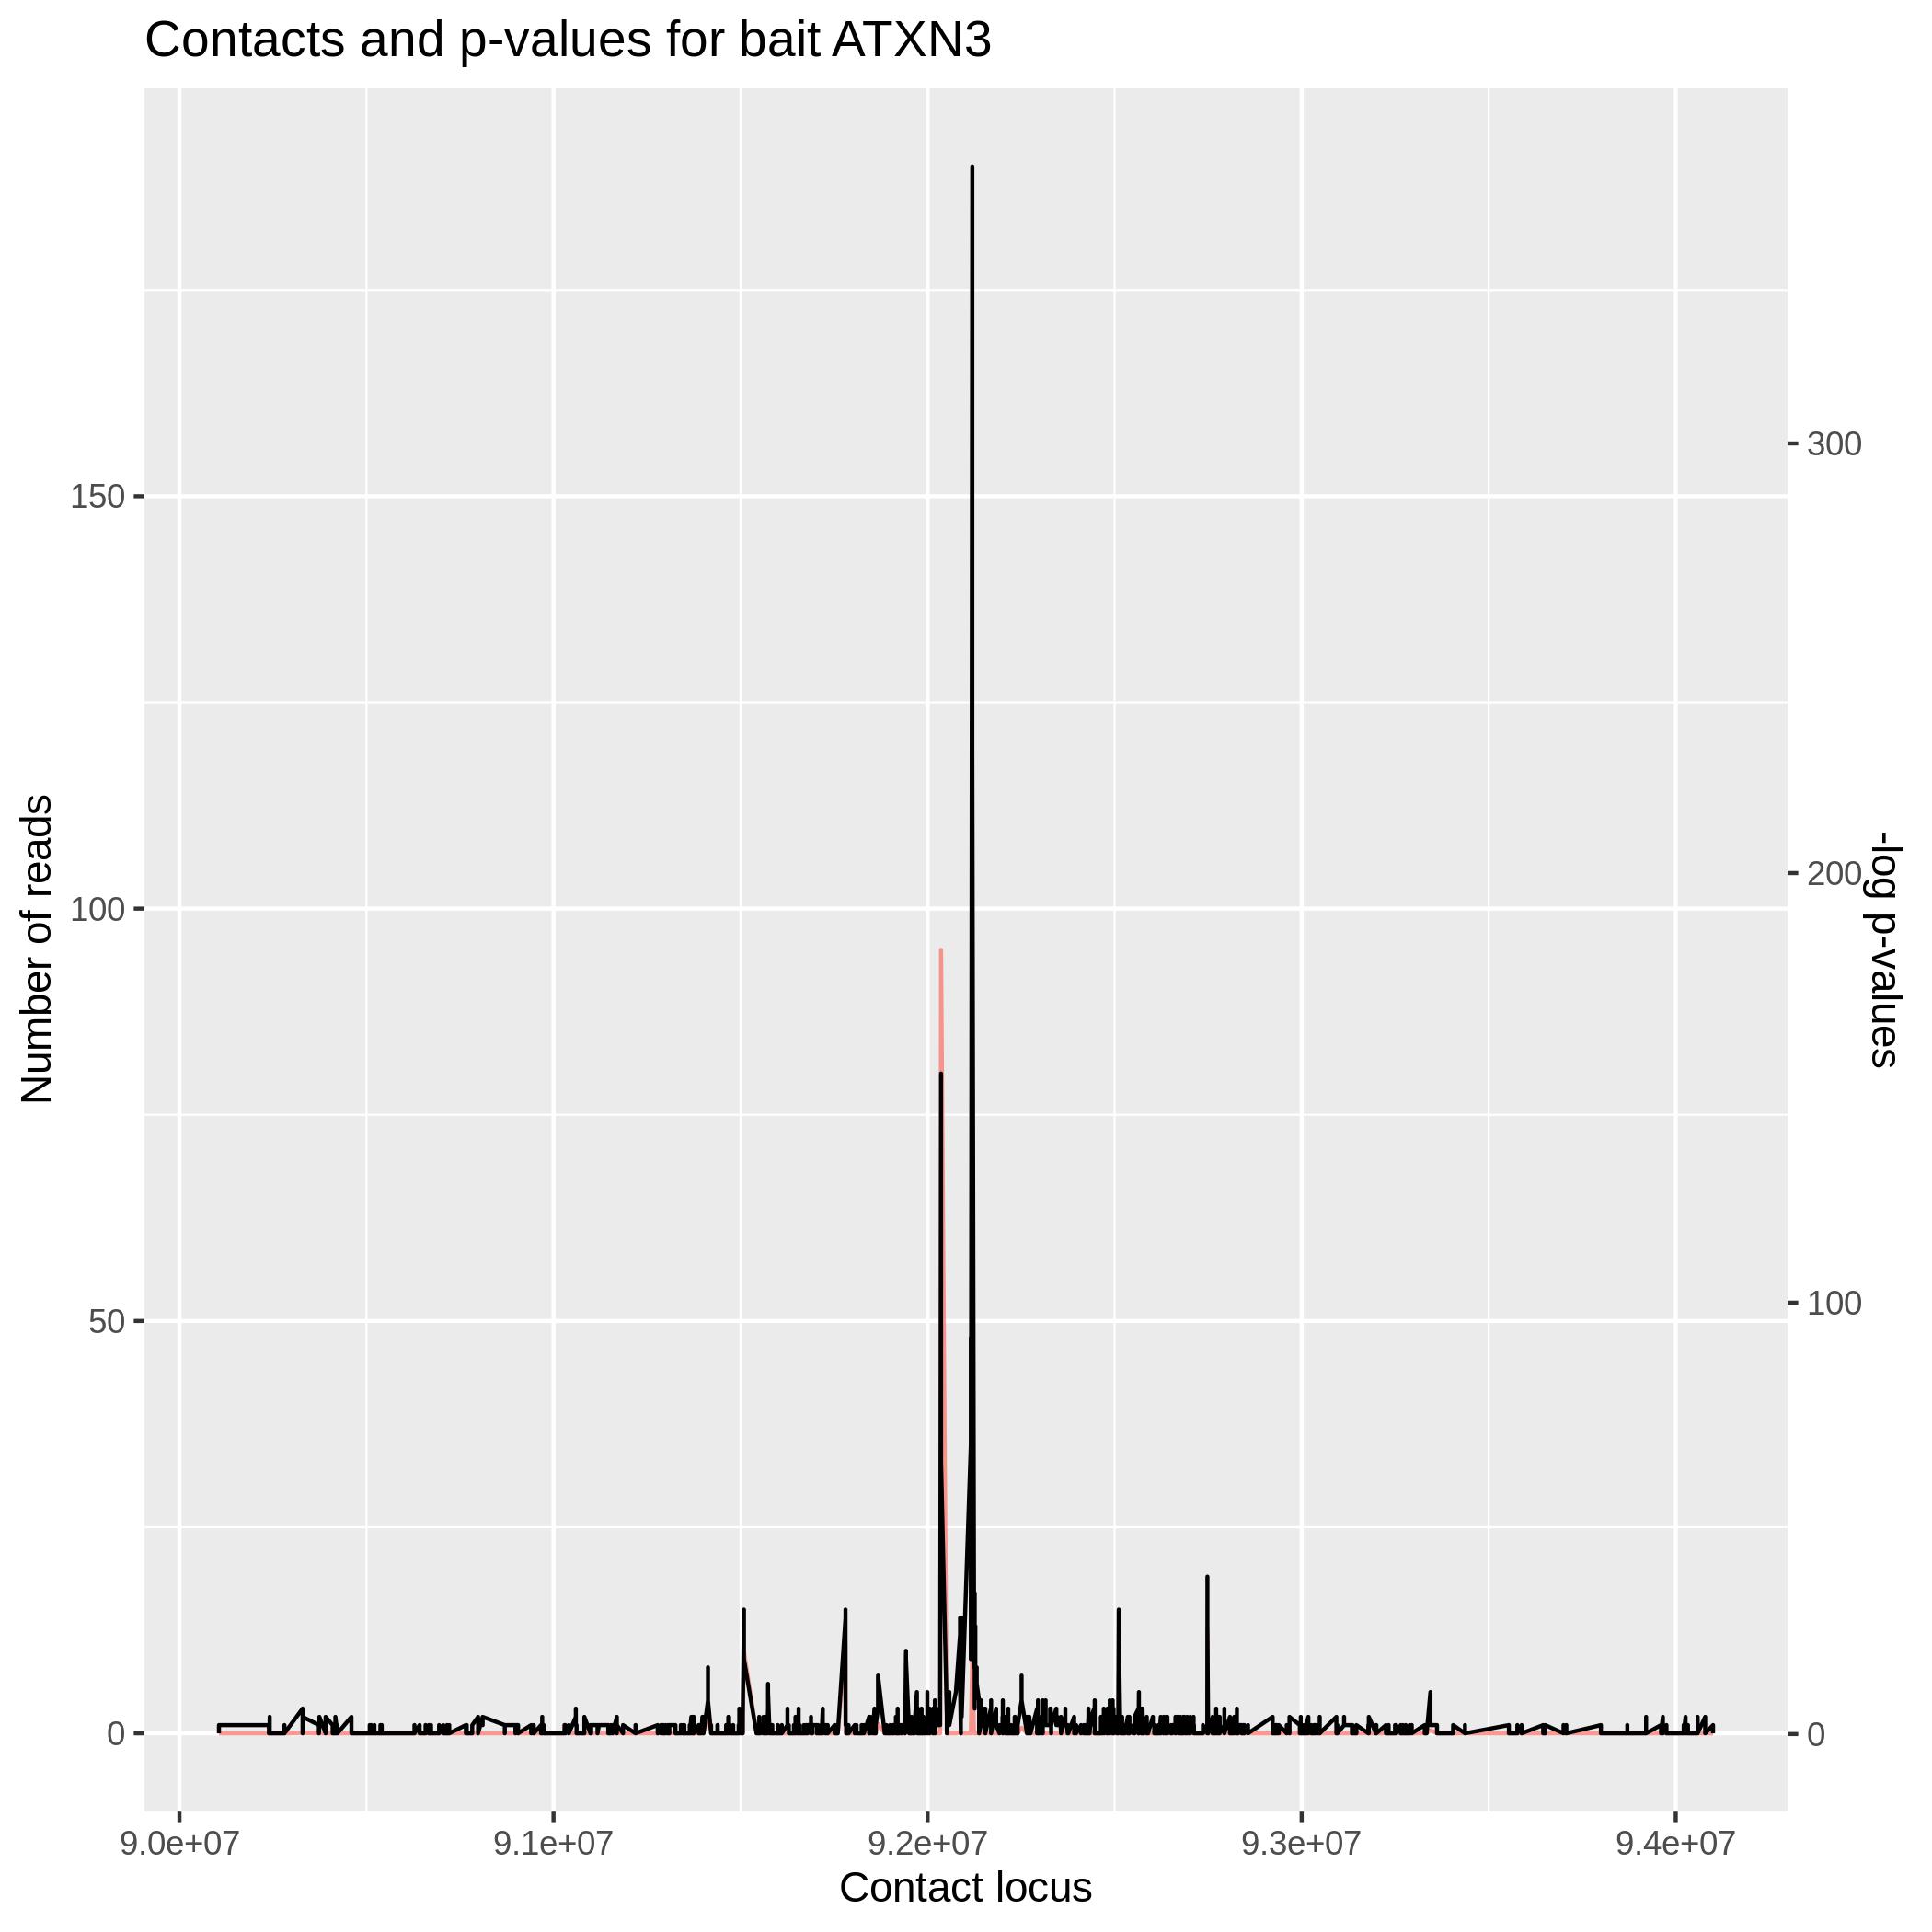 Contacts and p-values for bait ATXN3
Number of reads
150
100
50
0
300
200
100
0
-log p-values
9.0e+07
9.1e+07
9.2e+07
9.3e+07
9.4e+07
Contact locus